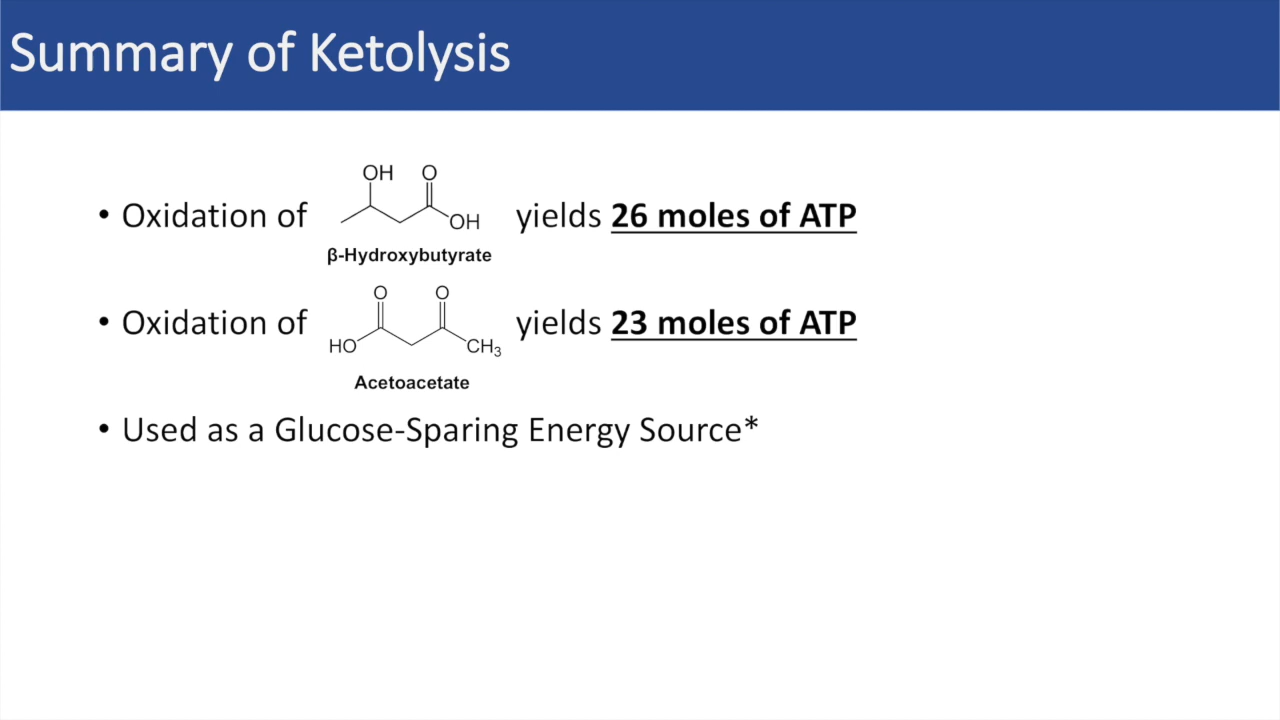 Summary of Ketolysis
OH O
• Oxidation of yields 26 moles of ATP
OH
β-Hydroxybutyrate
O O
• Oxidation of yields 23 moles of ATP
HO CH₃
Acetoacetate
• Used as a Glucose-Sparing Energy Source*